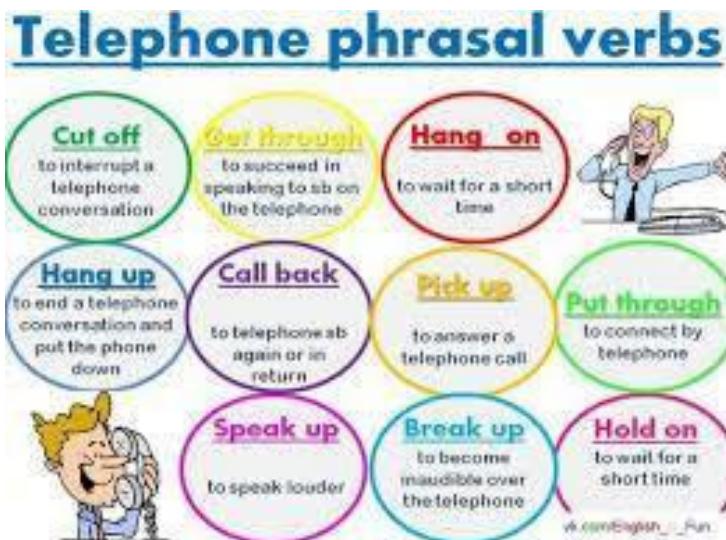 Telephone phrasal verbs
Cut off
to interrupt a
telephone
conversation
Get through
to succeed in
speaking to sb on
the telephone
Hang on
to wait for a short
time
Hang up
to end a telephone
conversation and
put the phone
down
Call back
to telephone sb
again or in
return
Pick up
to answer a
telephone call
Put through
to connect by
telephone
Speak up
to speak louder
Break up
to become
inaudible over
the telephone
Hold on
to wait for a
short time
vk.com/English_:_Fun